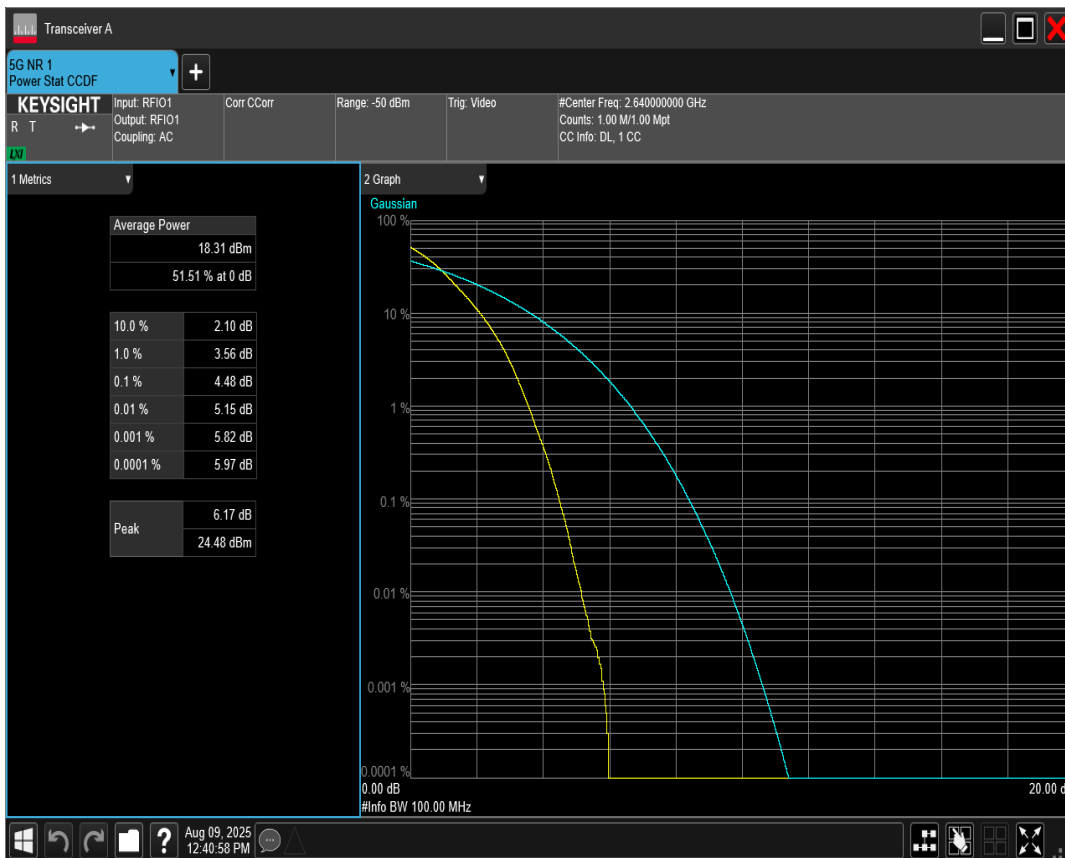 Transceiver A
5G NR 1
Power Stat CCDF
+
KEYSIGHT
R T
LXI
Input: RFIO1
Output: RFIO1
Coupling: AC
Corr CCorr
Range: -50 dBm
Trig: Video
#Center Freq: 2.640000000 GHz
Counts: 1.00 M/1.00 Mpt
CC Info: DL, 1 CC
1 Metrics
Average Power
18.31 dBm
51.51 % at 0 dB
10.0 % 2.10 dB
1.0 % 3.56 dB
0.1 % 4.48 dB
0.01 % 5.15 dB
0.001 % 5.82 dB
0.0001 % 5.97 dB
Peak
6.17 dB
24.48 dBm
2 Graph
Gaussian
100 %
10 %
1 %
0.1 %
0.01 %
0.001 %
0.0001 %
0.00 dB
20.00 d
#Info BW 100.00 MHz
?
Aug 09, 2025
12:40:58 PM